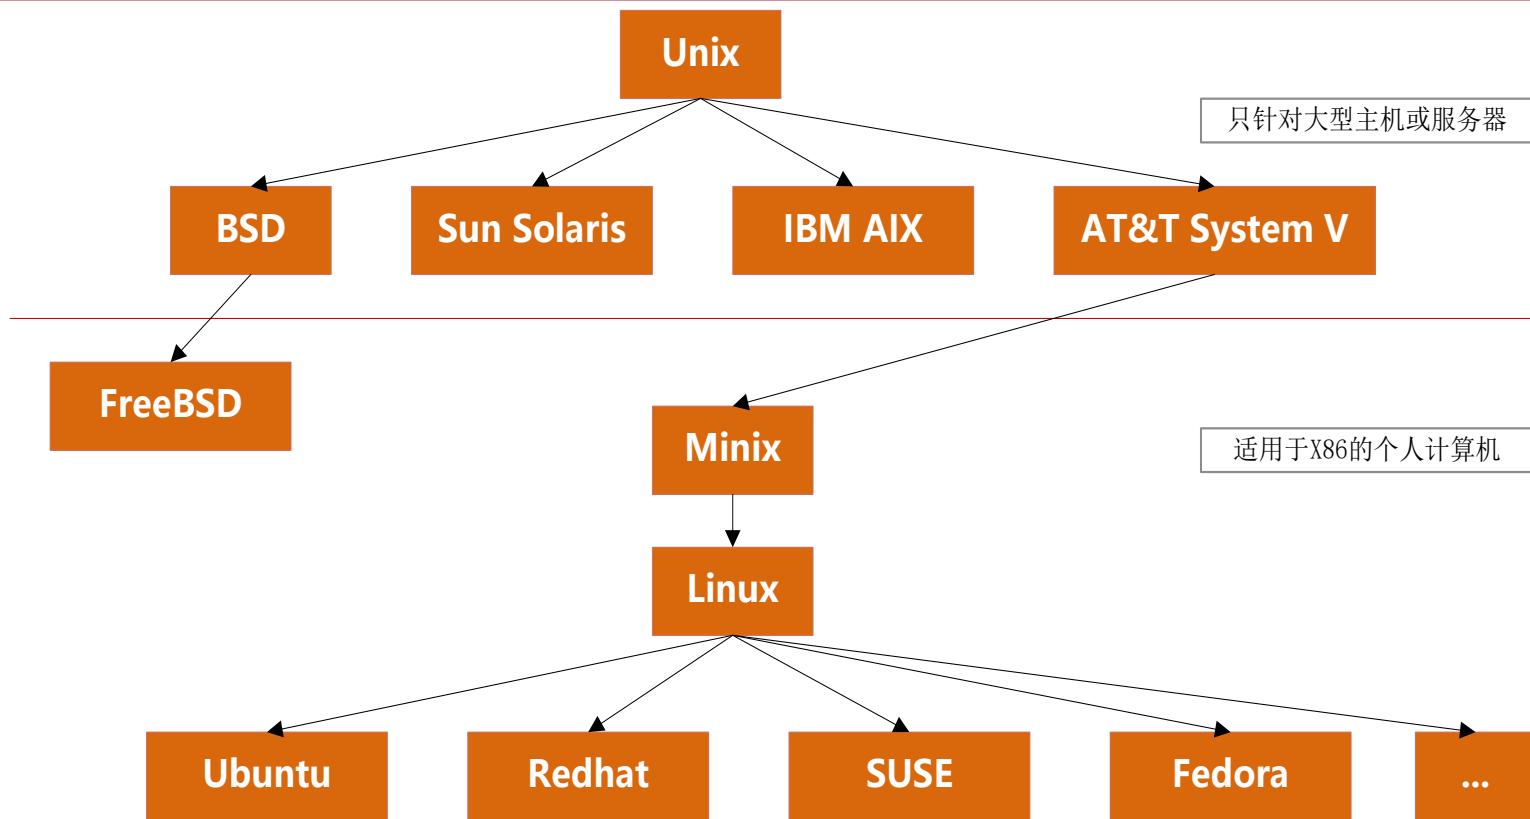 Unix
只针对大型主机或服务器
BSD
Sun Solaris
IBM AIX
AT&T System V
FreeBSD
Minix
适用于X86的个人计算机
Linux
Ubuntu
Redhat
SUSE
Fedora
...